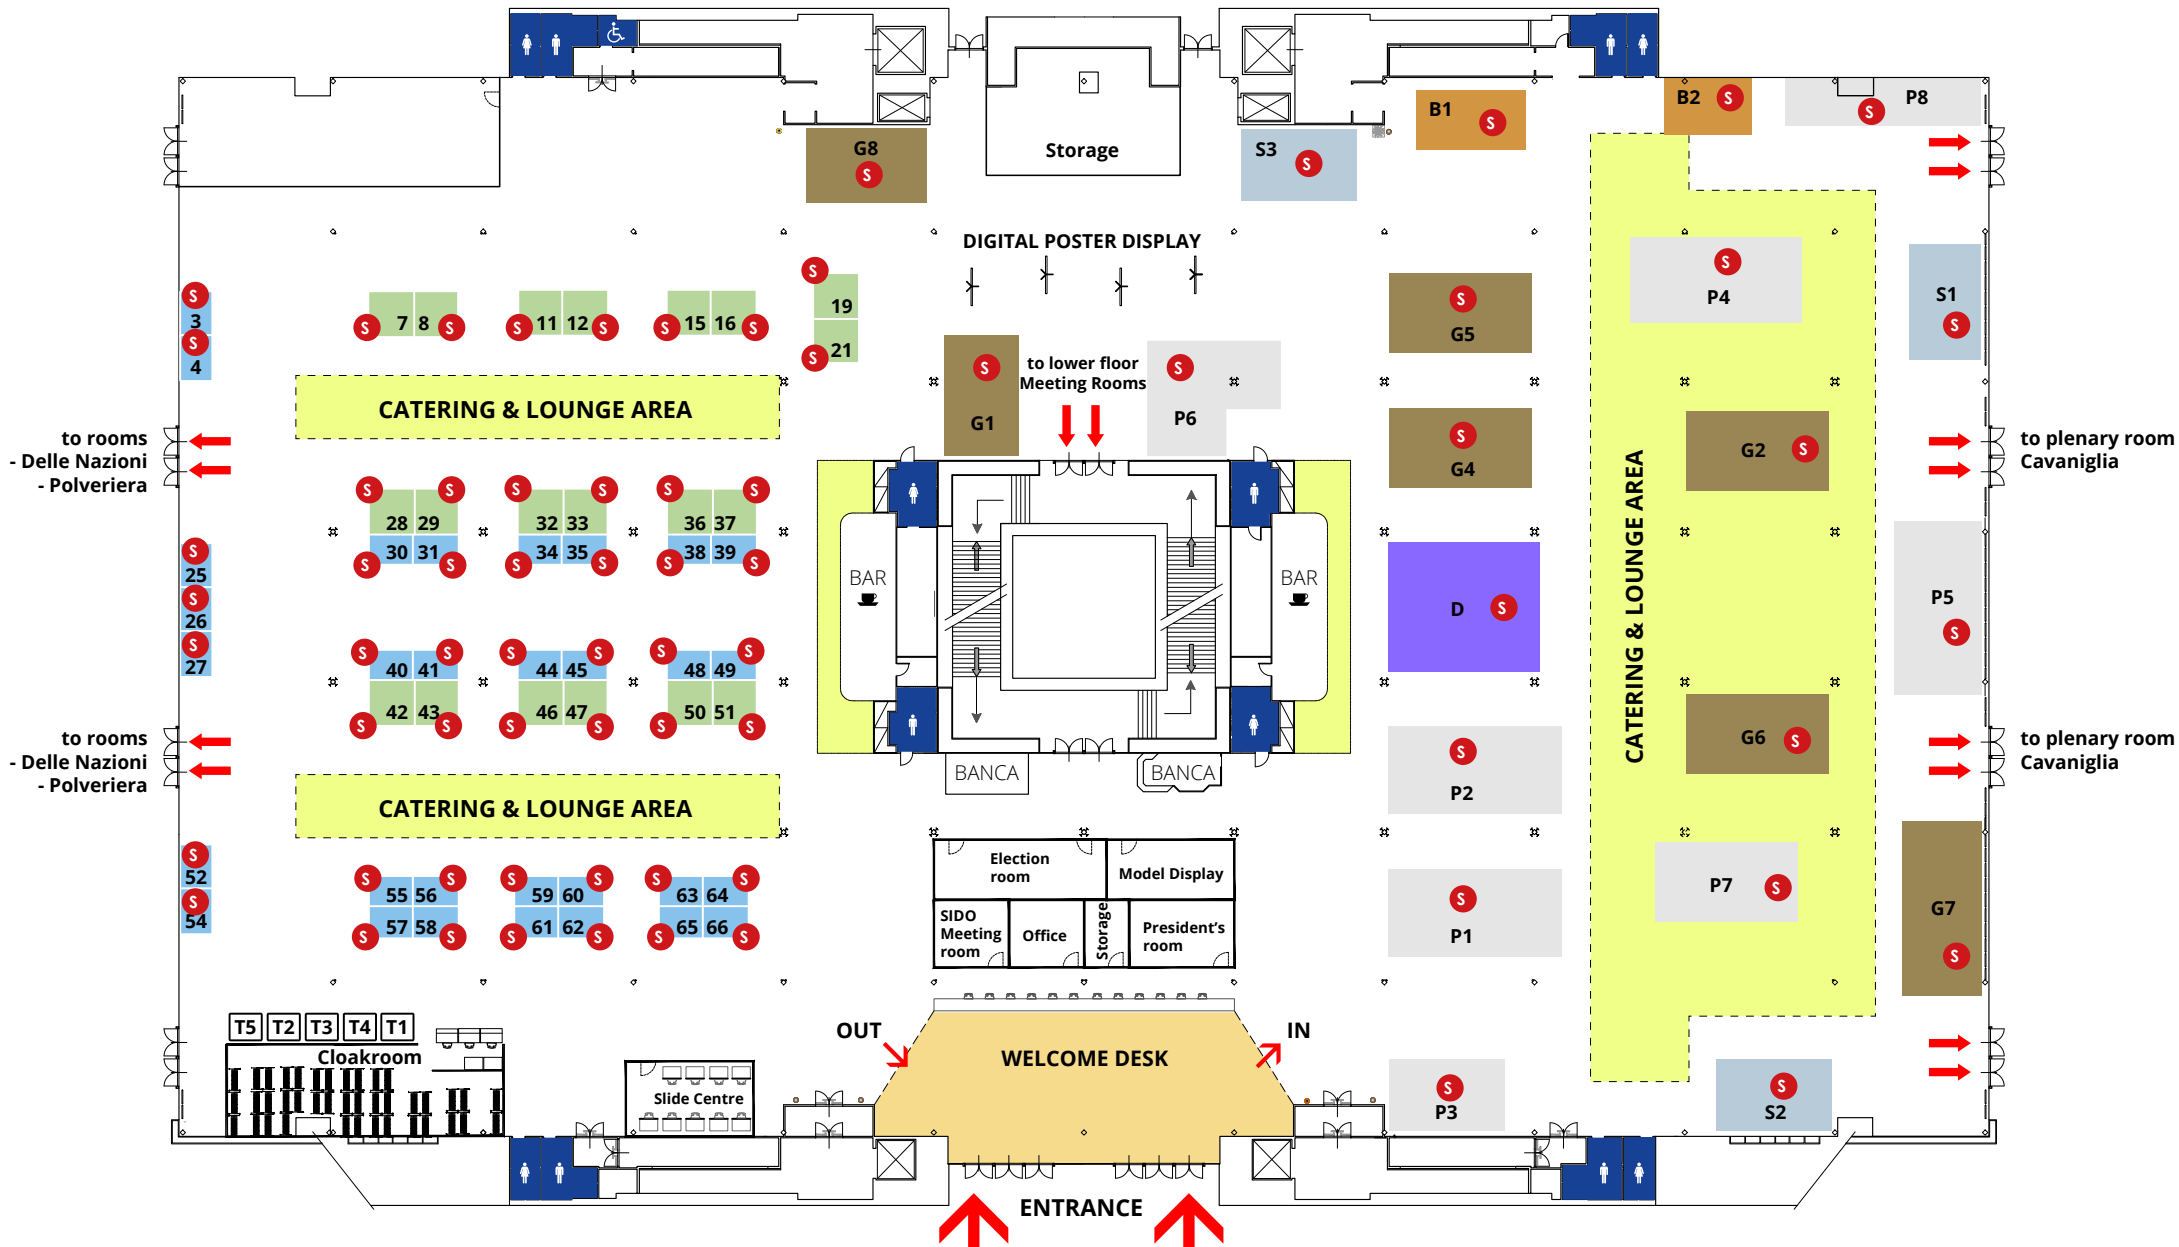 B1
S
B2
S
P8
S
G8
S
Storage
S3
S
DIGITAL POSTER DISPLAY
S
3
S
4
7 8
S
S
11 12
S
S
15 16
S
S
S
19
21
S
G5
S
P4
S
S1
S
CATERING & LOUNGE AREA
G1
S
to lower floor
Meeting Rooms
P6
S
G4
S
G2
S
to rooms
- Delle Nazioni
- Polveriera
to plenary room
Cavaniglia
S
S
28 29
30 31
S
S
S
S
32 33
34 35
S
S
S
S
36 37
38 39
S
S
S
25
S
26
S
27
BAR
BAR
D
S
CATERING & LOUNGE AREA
P5
S
S
S
40 41
42 43
S
S
S
S
44 45
46 47
S
S
S
S
48 49
50 51
S
S
to rooms
- Delle Nazioni
- Polveriera
BANCA
BANCA
P2
S
G6
S
to plenary room
Cavaniglia
CATERING & LOUNGE AREA
S
52
S
54
S
S
55 56
57 58
S
S
S
S
59 60
61 62
S
S
S
S
63 64
65 66
S
S
Election
room
Model Display
SIDO
Meeting
room
Office
Storage
President's
room
P1
S
P7
S
G7
S
T5
T2
T3
T4
T1
Cloakroom
Slide Centre
OUT
WELCOME DESK
IN
P3
S
S2
S
ENTRANCE